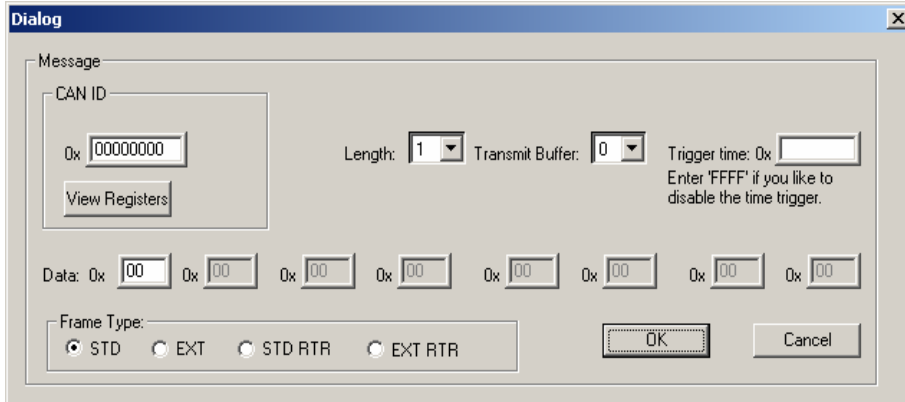 Dialog
Message
CAN ID
0x 00000000
View Registers
Length: 1 Transmit Buffer: 0 Trigger time: 0x
Enter 'FFFF' if you like to
disable the time trigger.
Data: 0x 00 0x 00 0x 00 0x 00 0x 00 0x 00 0x 00 0x 00
Frame Type:
STD EXT STD RTR EXT RTR
OK Cancel